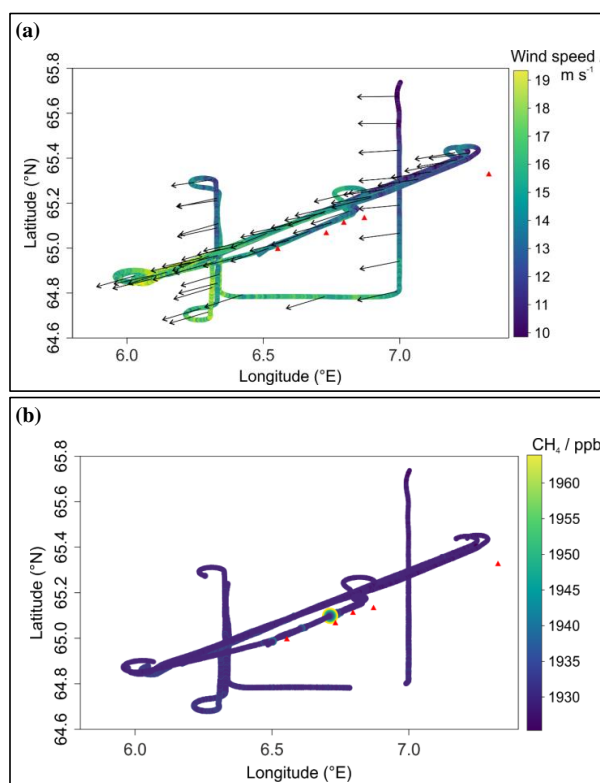 (a)
Wind speed /
m s⁻¹
65.8
65.6
65.4
65.2
65.0
64.8
64.6
Latitude (°N)
19
18
17
16
15
14
13
12
11
10
6.0 6.5 7.0
Longitude (°E)
(b)
CH₄ / ppb
65.8
65.6
65.4
65.2
65.0
64.8
64.6
Latitude (°N)
1960
1955
1950
1945
1940
1935
1930
6.0 6.5 7.0
Longitude (°E)